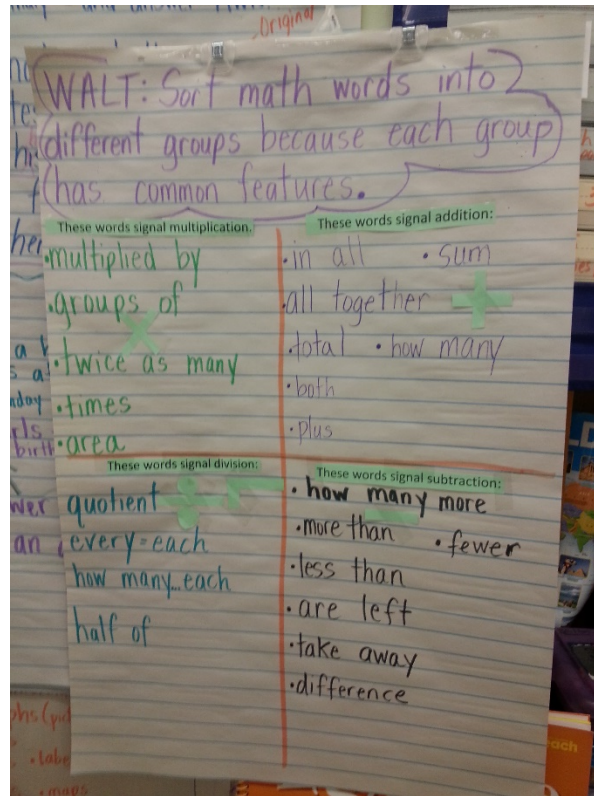 Original
WALT: Sort math words into
different groups because each group
has common features.
These words signal multiplication.
• multiplied by
• groups of
• twice as many
• times
• area
These words signal addition:
• in all • sum
• all together
• total • how many
• both
• plus
These words signal division:
quotient
every = each
how many...each
half of
These words signal subtraction:
• how many more
• more than • fewer
• less than
• are left
• take away
• difference